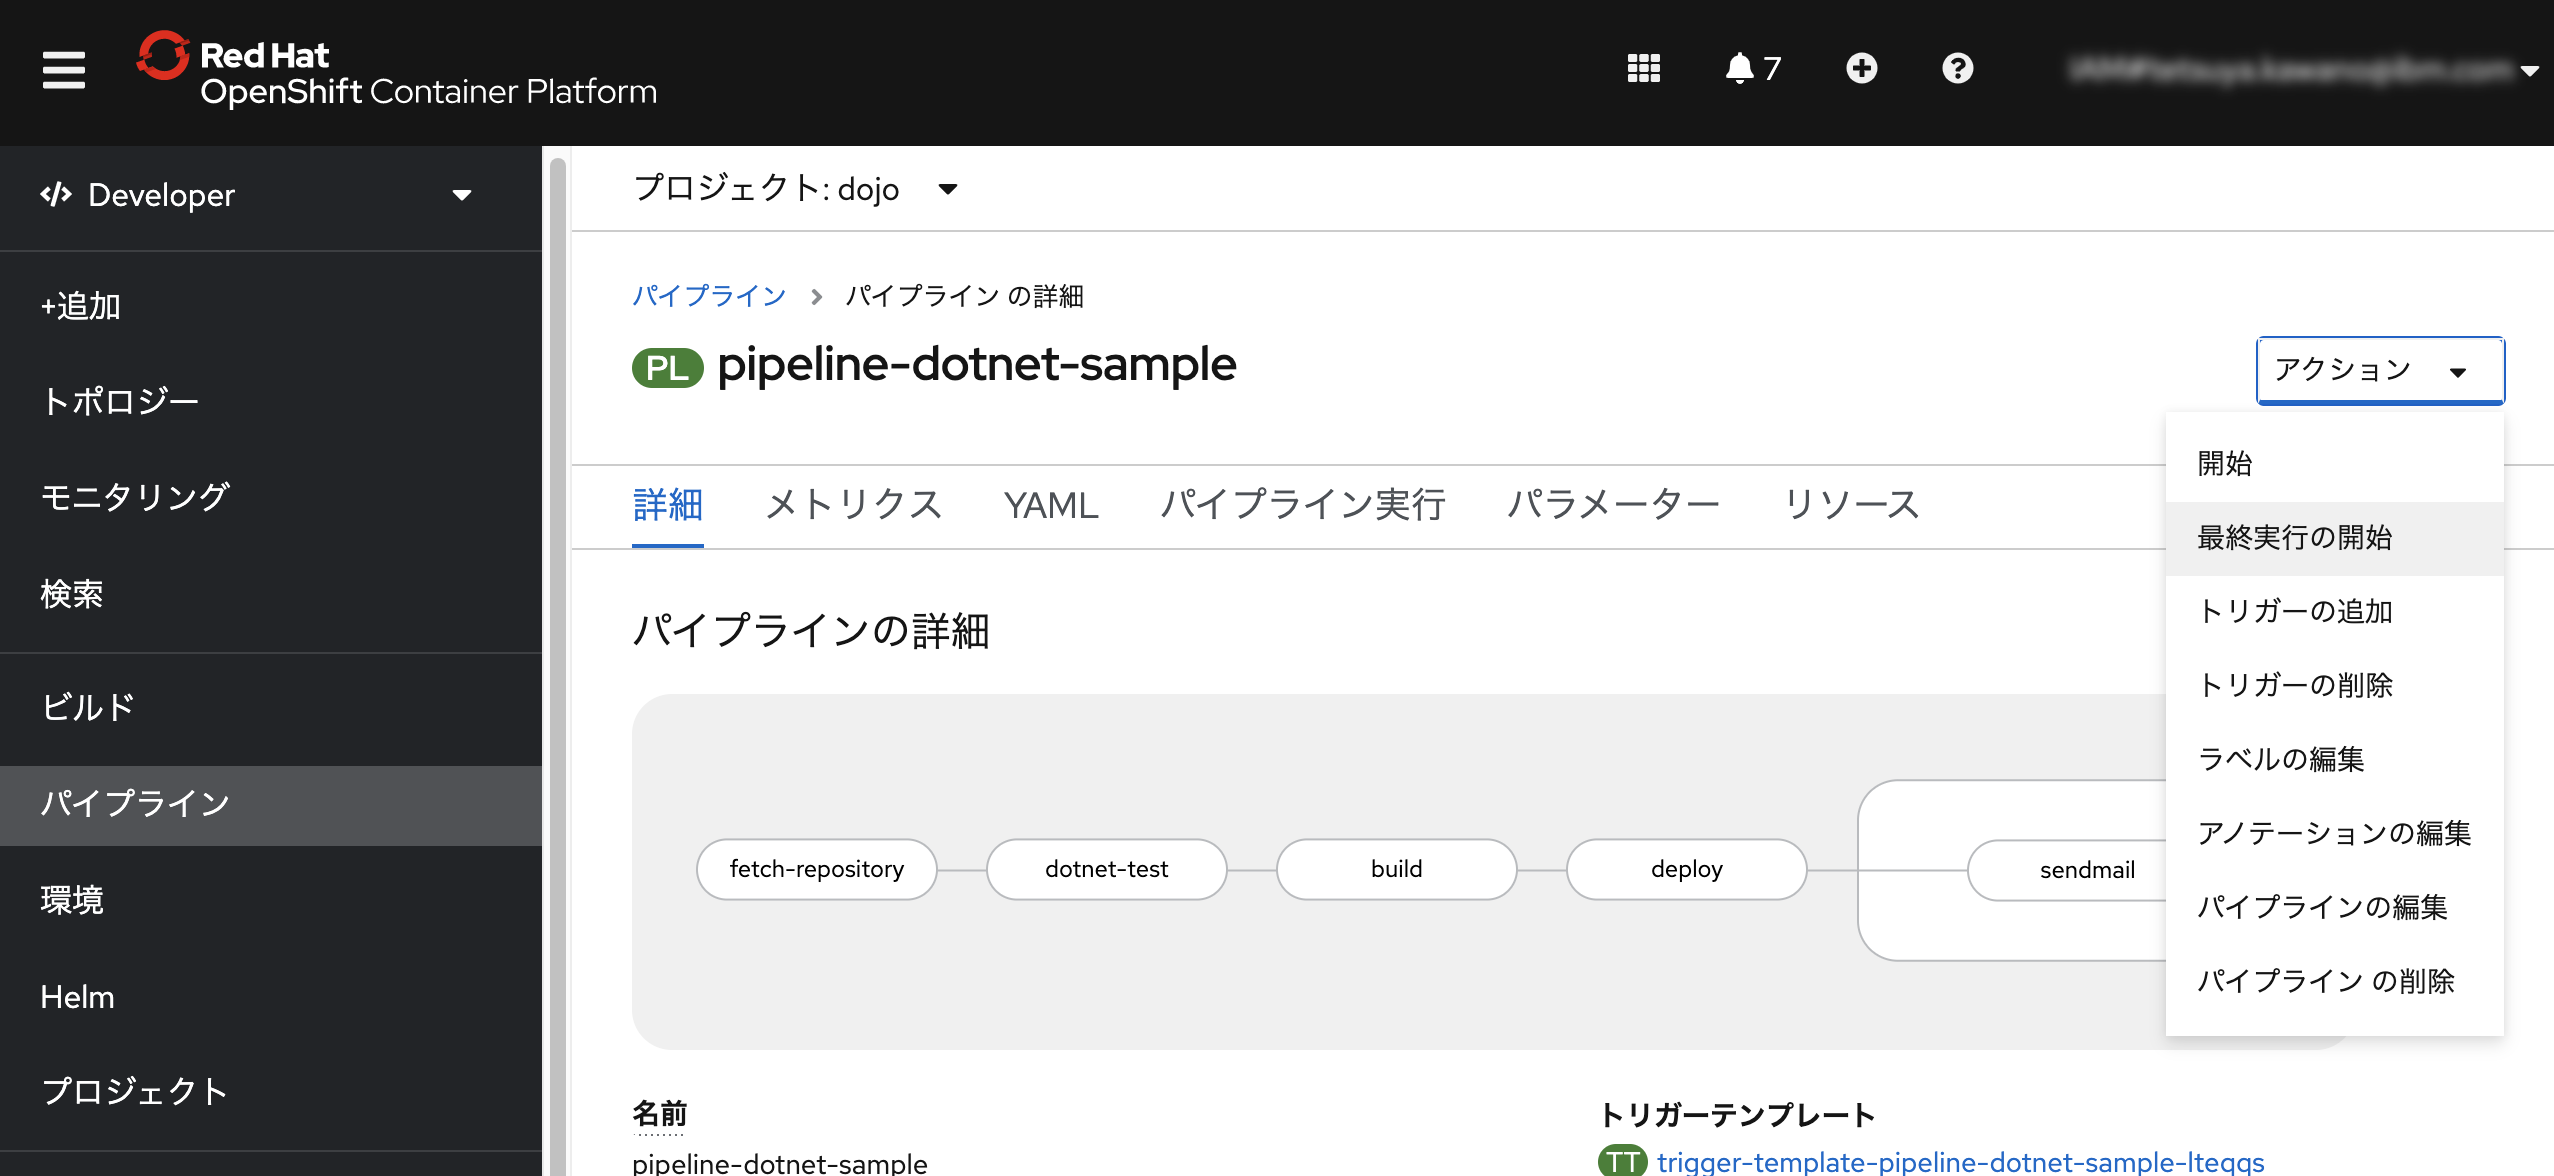 Red Hat
OpenShift Container Platform
7
Developer
+追加
トポロジー
モニタリング
検索
ビルド
パイプライン
環境
Helm
プロジェクト
プロジェクト: dojo
パイプライン > パイプライン の詳細
PL pipeline-dotnet-sample
アクション
開始
最終実行の開始
トリガーの追加
トリガーの削除
ラベルの編集
アノテーションの編集
パイプラインの編集
パイプライン の削除
詳細 メトリクス YAML パイプライン実行 パラメーター リソース
パイプラインの詳細
fetch-repository dotnet-test build deploy sendmail
名前
pipeline-dotnet-sample
トリガーテンプレート
TT trigger-template-pipeline-dotnet-sample-lteqqs